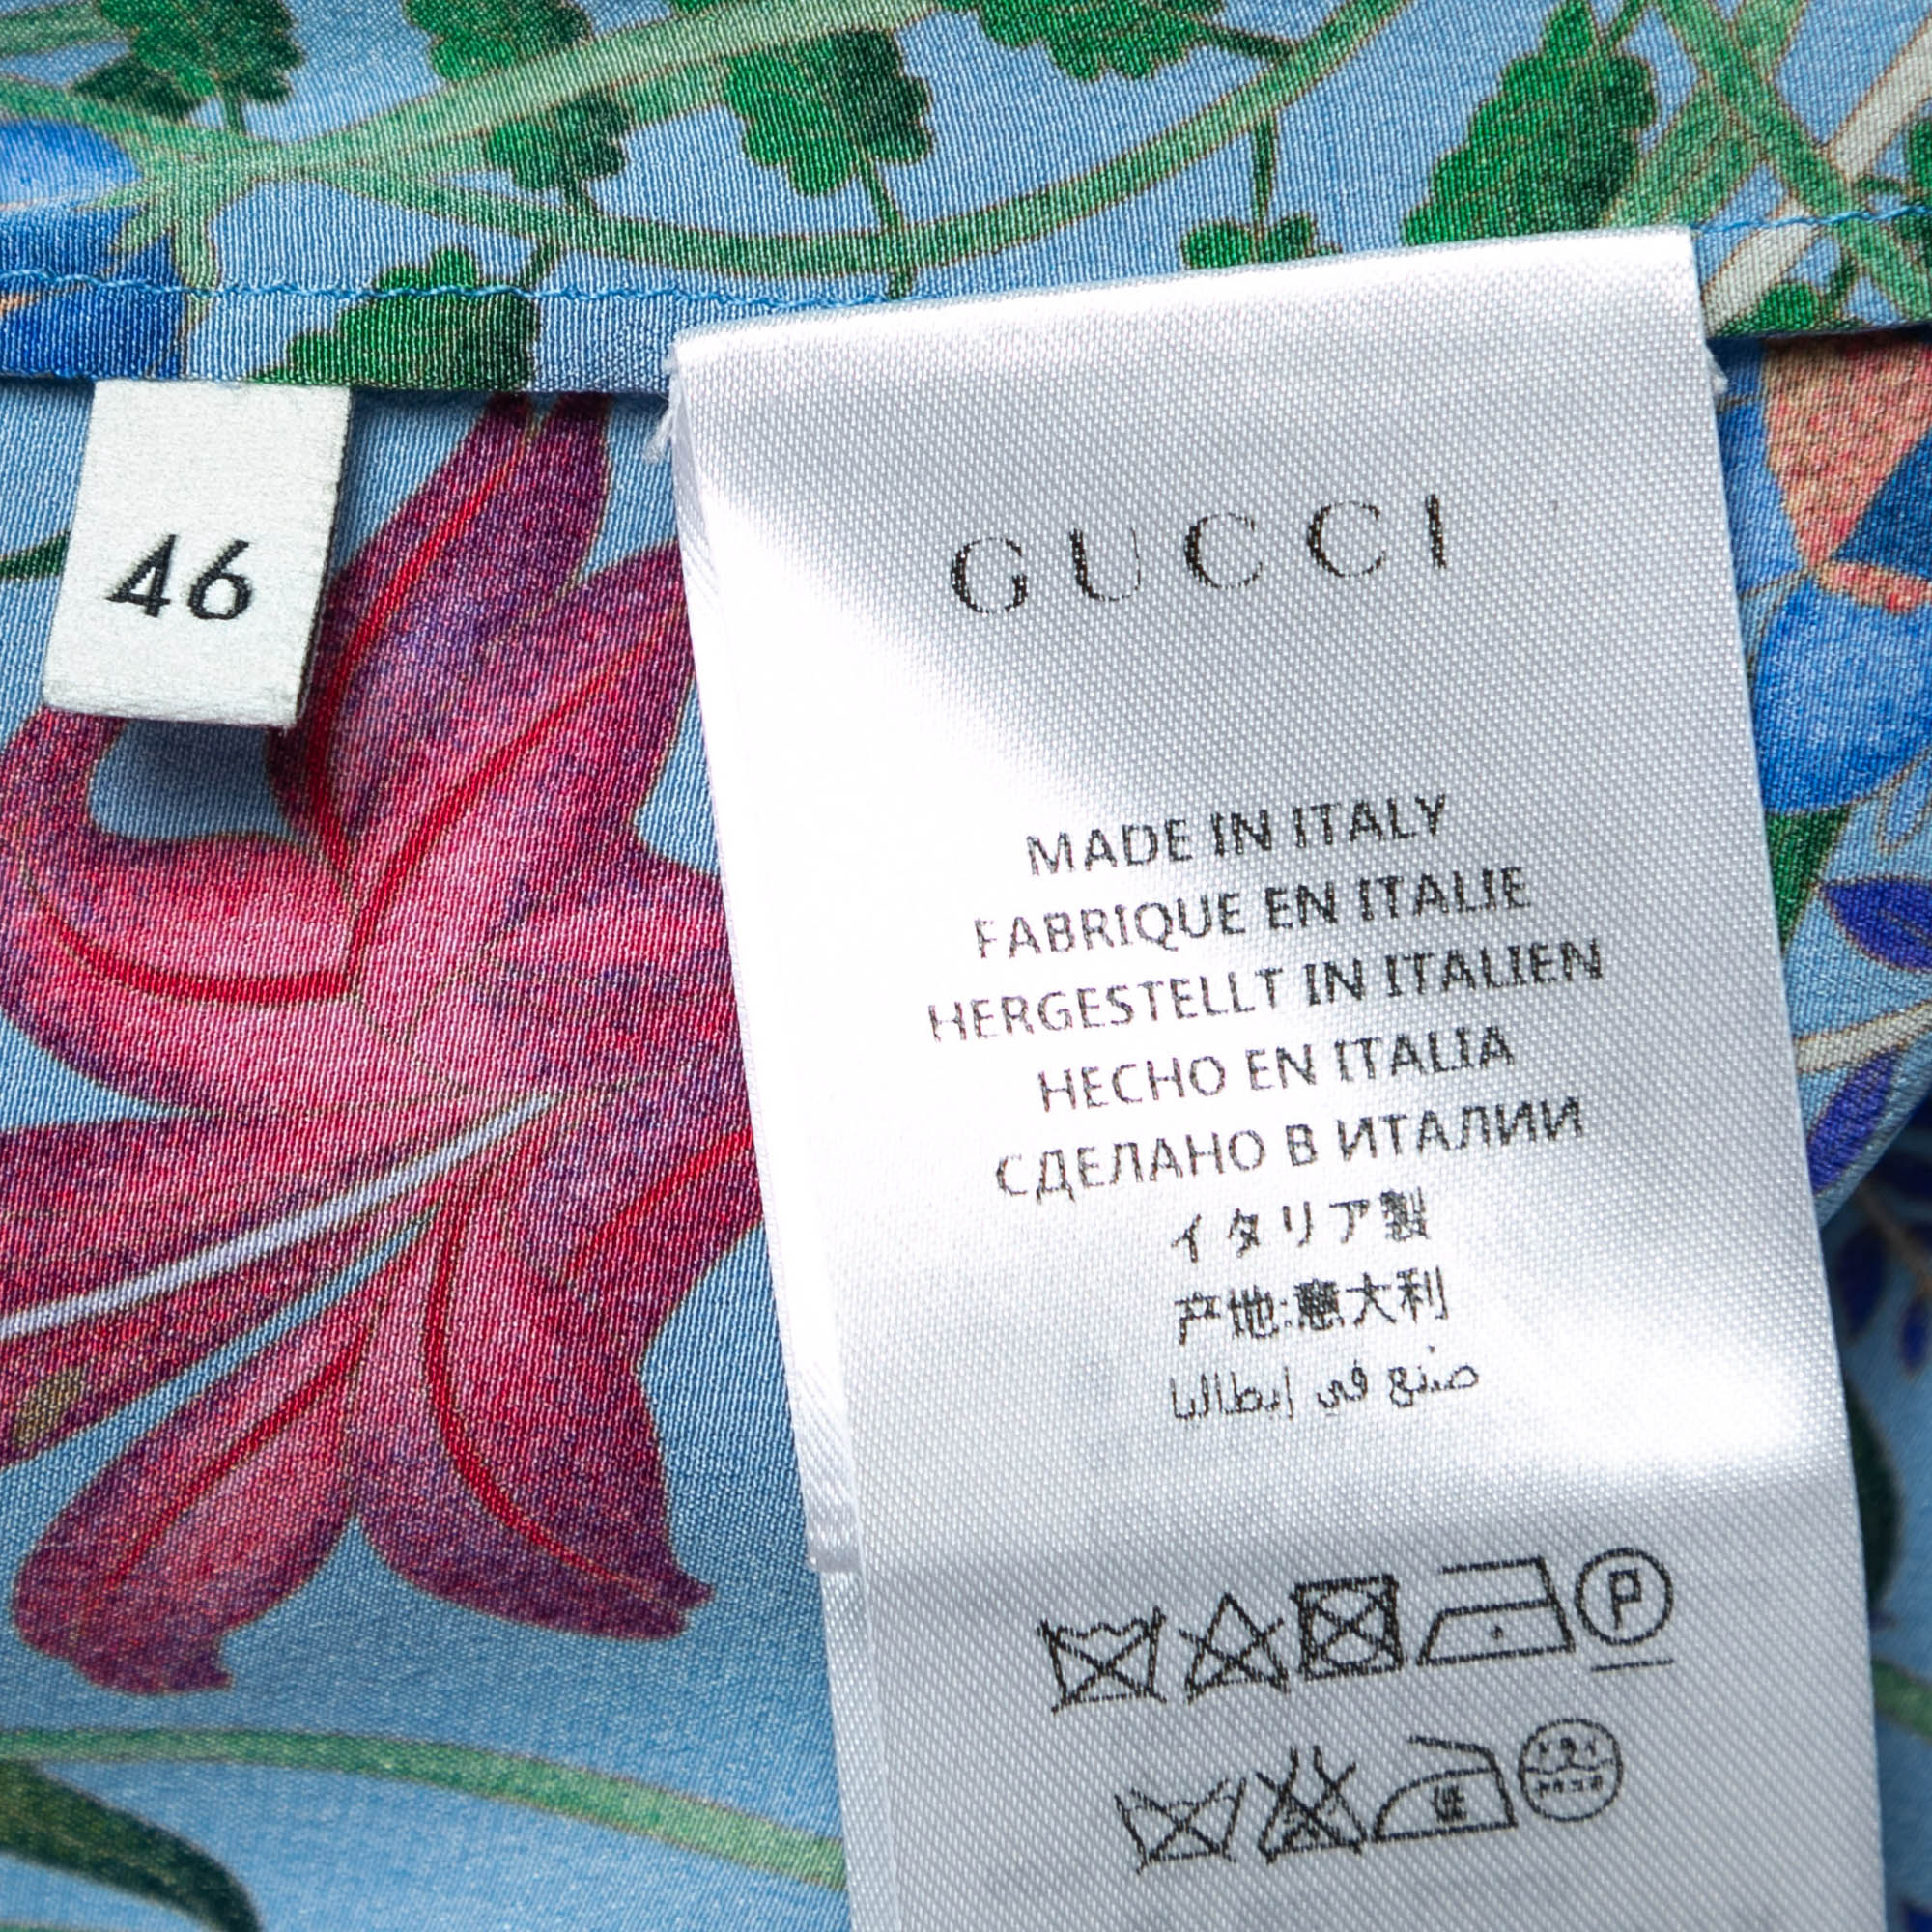 46
GUCCI
MADE IN ITALY
FABRIQUE EN ITALIE
HERGESTELLT IN ITALIEN
HECHO EN ITALIA
СДЕЛАНО В ИТАЛИИ
イタリア製
产地:意大利
صنع في إيطاليا
P